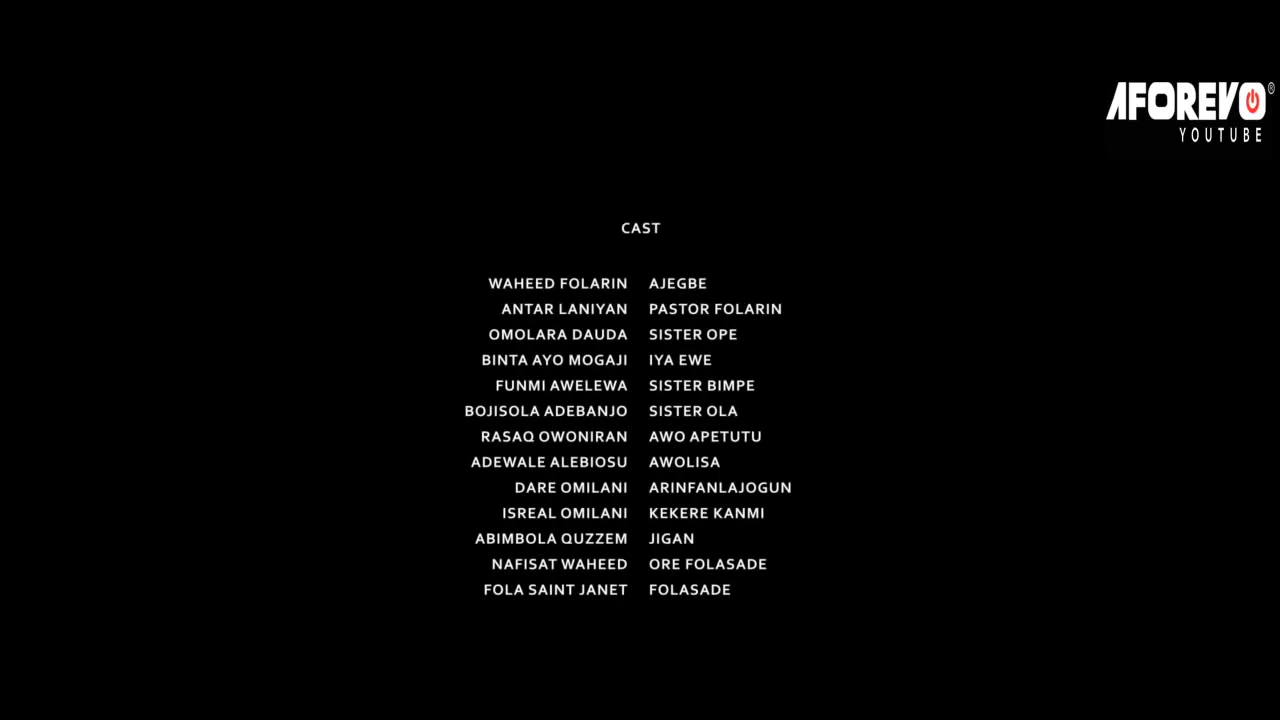 AFOREVO®
YOUTUBE
CAST
WAHEED FOLARIN AJEGBE
ANTAR LANIYAN PASTOR FOLARIN
OMOLARA DAUDA SISTER OPE
BINTA AYO MOGAJI IYA EWE
FUNMI AWELEWA SISTER BIMPE
BOJISOLA ADEBANJO SISTER OLA
RASAQ OWONIRAN AWO APETUTU
ADEWALE ALEBIOSU AWOLISA
DARE OMILANI ARINFANLAJOGUN
ISREAL OMILANI KEKERE KANMI
ABIMBOLA QUZZEM JIGAN
NAFISAT WAHEED ORE FOLASADE
FOLA SAINT JANET FOLASADE